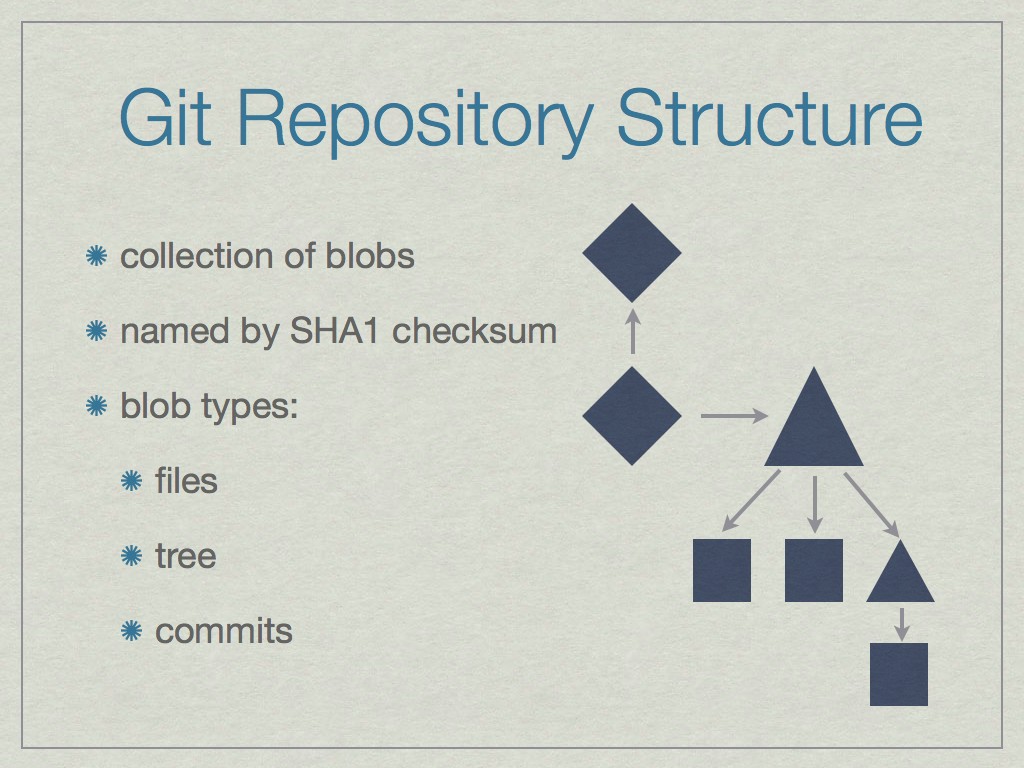 Git Repository Structure
collection of blobs
named by SHA1 checksum
blob types:
files
tree
commits